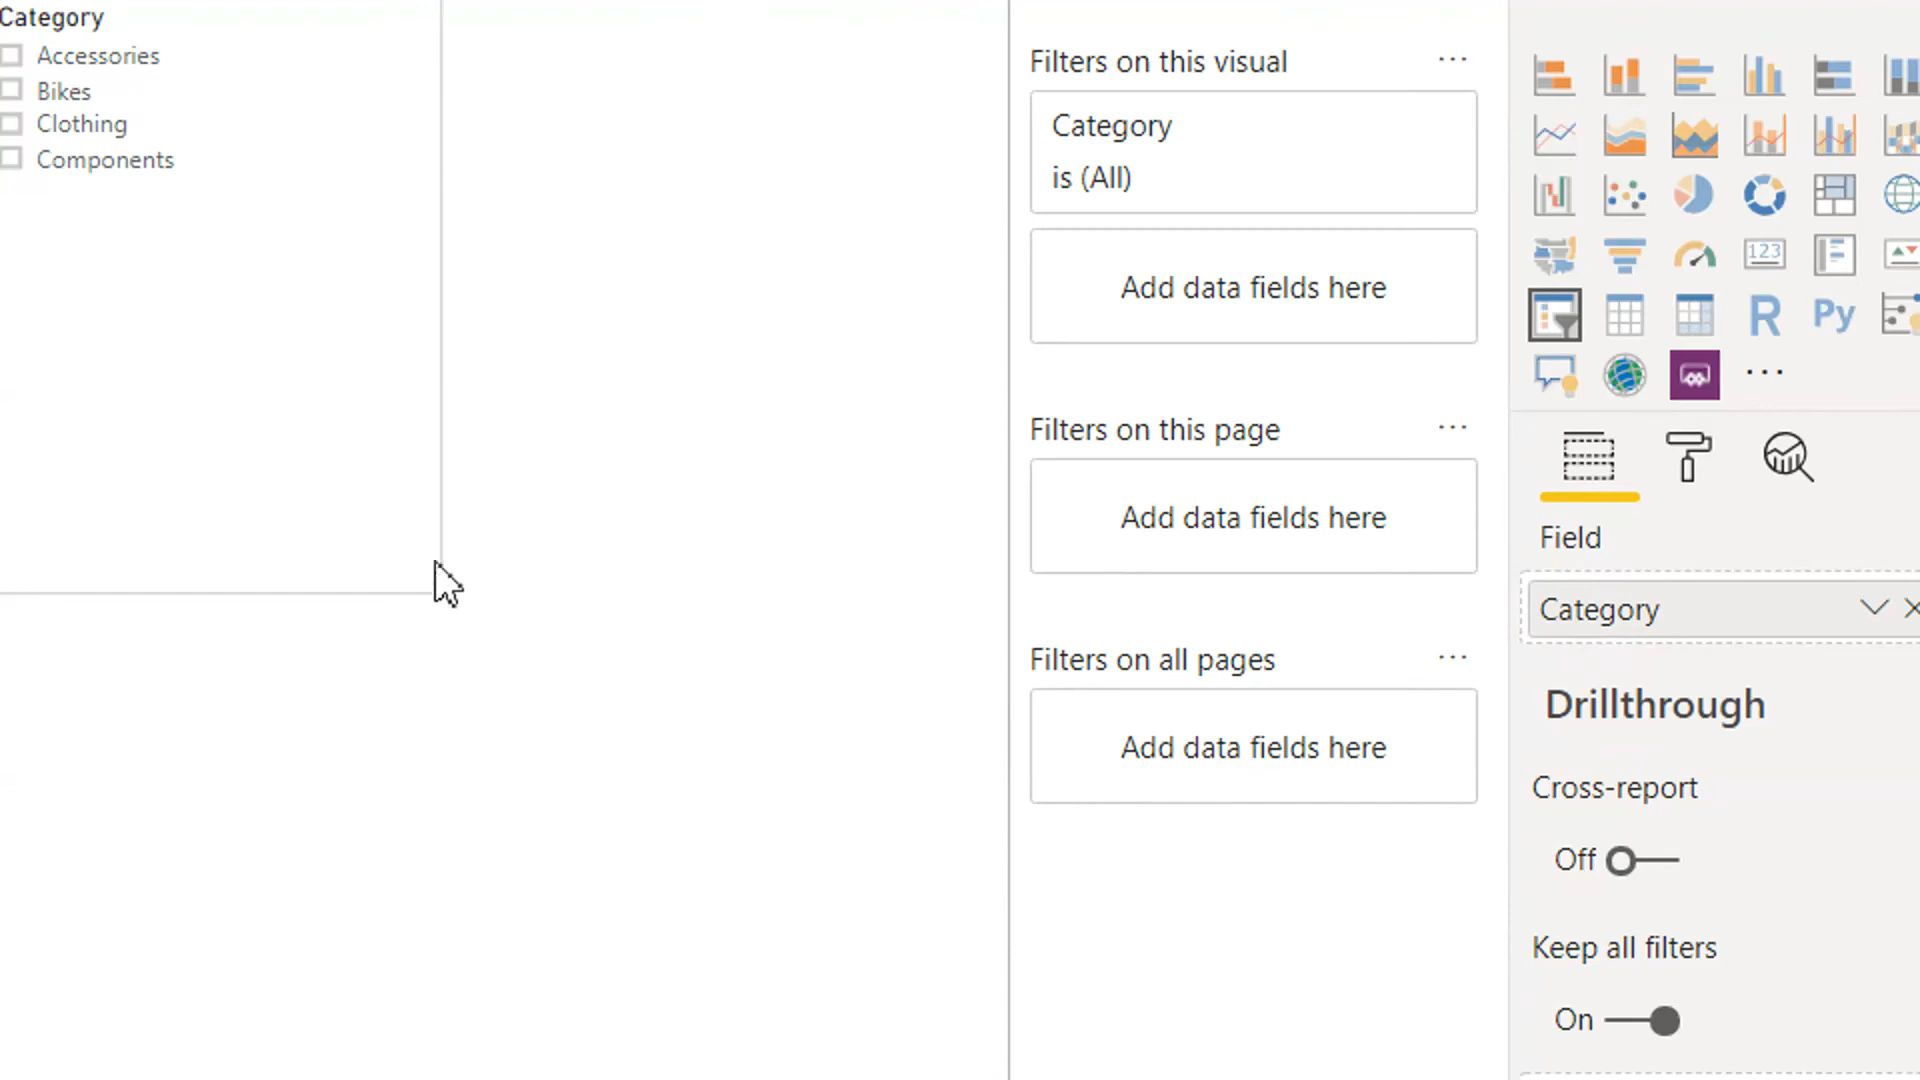 Category
Accessories
Bikes
Clothing
Components
Filters on this visual ...
Category
is (All)
Add data fields here
Filters on this page ...
Add data fields here
Filters on all pages ...
Add data fields here
123
R
Py
...
Field
Category
Drillthrough
Cross-report
Off
Keep all filters
On